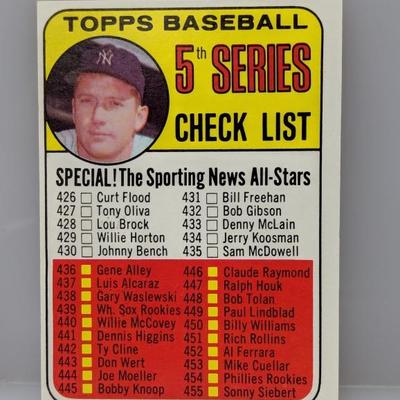 TOPPS BASEBALL
5th SERIES
CHECK LIST
NY
SPECIAL! The Sporting News All-Stars
426 Curt Flood
427 Tony Oliva
428 Lou Brock
429 Willie Horton
430 Johnny Bench
431 Bill Freehan
432 Bob Gibson
433 Denny McLain
434 Jerry Koosman
435 Sam McDowell
436 Gene Alley
437 Luis Alcaraz
438 Gary Waslewski
439 Wh. Sox Rookies
440 Willie McCovey
441 Dennis Higgins
442 Ty Cline
443 Don Wert
444 Joe Moeller
445 Bobby Knoop
446 Claude Raymond
447 Ralph Houk
448 Bob Tolan
449 Paul Lindblad
450 Billy Williams
451 Rich Rollins
452 Al Ferrara
453 Mike Cuellar
454 Phillies Rookies
455 Sonny Siebert